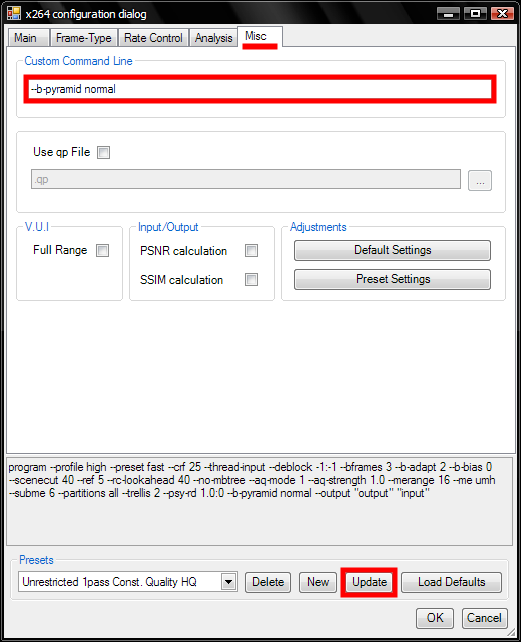 x264 configuration dialog
Main Frame-Type Rate Control Analysis Misc
Custom Command Line
--b-pyramid normal
Use qp File
.qp ...
V.U.I Input/Output Adjustments
Full Range PSNR calculation Default Settings
SSIM calculation Preset Settings
program --profile high --preset fast --crf 25 --thread-input --deblock -1:-1 --bframes 3 --b-adapt 2 --b-bias 0
--scenecut 40 --ref 5 --rc-lookahead 40 --no-mbtree --aq-mode 1 --aq-strength 1.0 --merange 16 --me umh
--subme 6 --partitions all --trellis 2 --psy-rd 1.0:0 --b-pyramid normal --output "output" "input"
Presets
Unrestricted 1pass Const. Quality HQ Delete New Update Load Defaults
OK Cancel